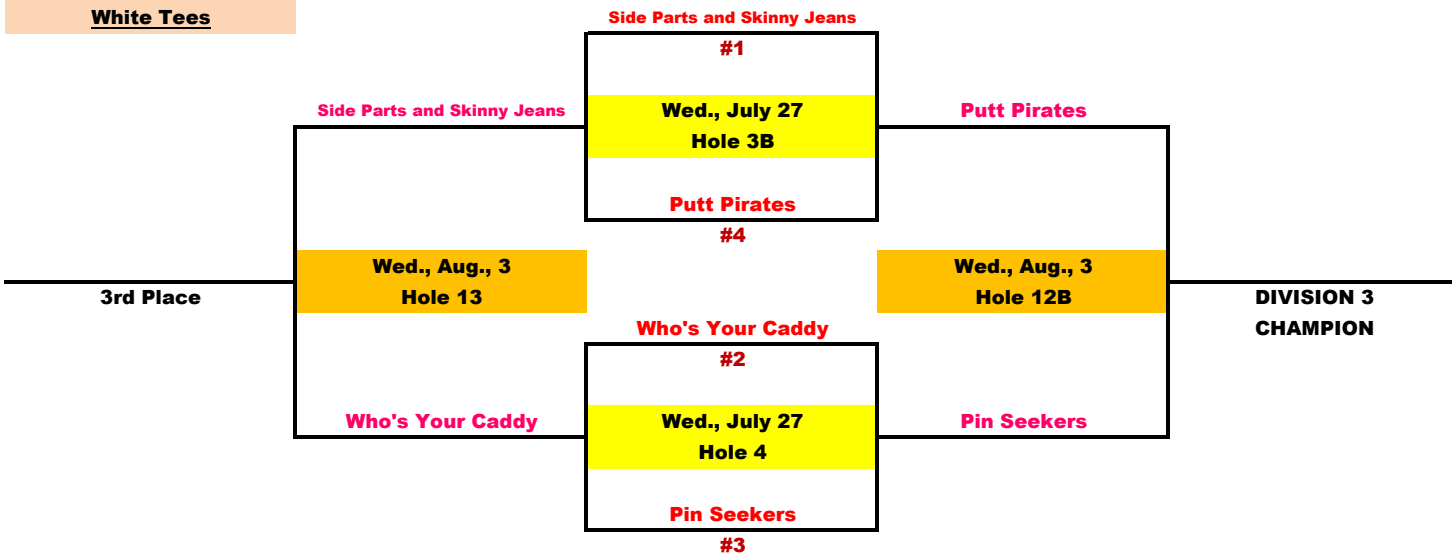 White Tees
Side Parts and Skinny Jeans
#1
Side Parts and Skinny Jeans
Wed., July 27
Putt Pirates
Hole 3B
Putt Pirates
#4
Wed., Aug., 3
Wed., Aug., 3
3rd Place
Hole 13
Hole 12B
DIVISION 3
Who's Your Caddy
CHAMPION
#2
Who's Your Caddy
Wed., July 27
Pin Seekers
Hole 4
Pin Seekers
#3